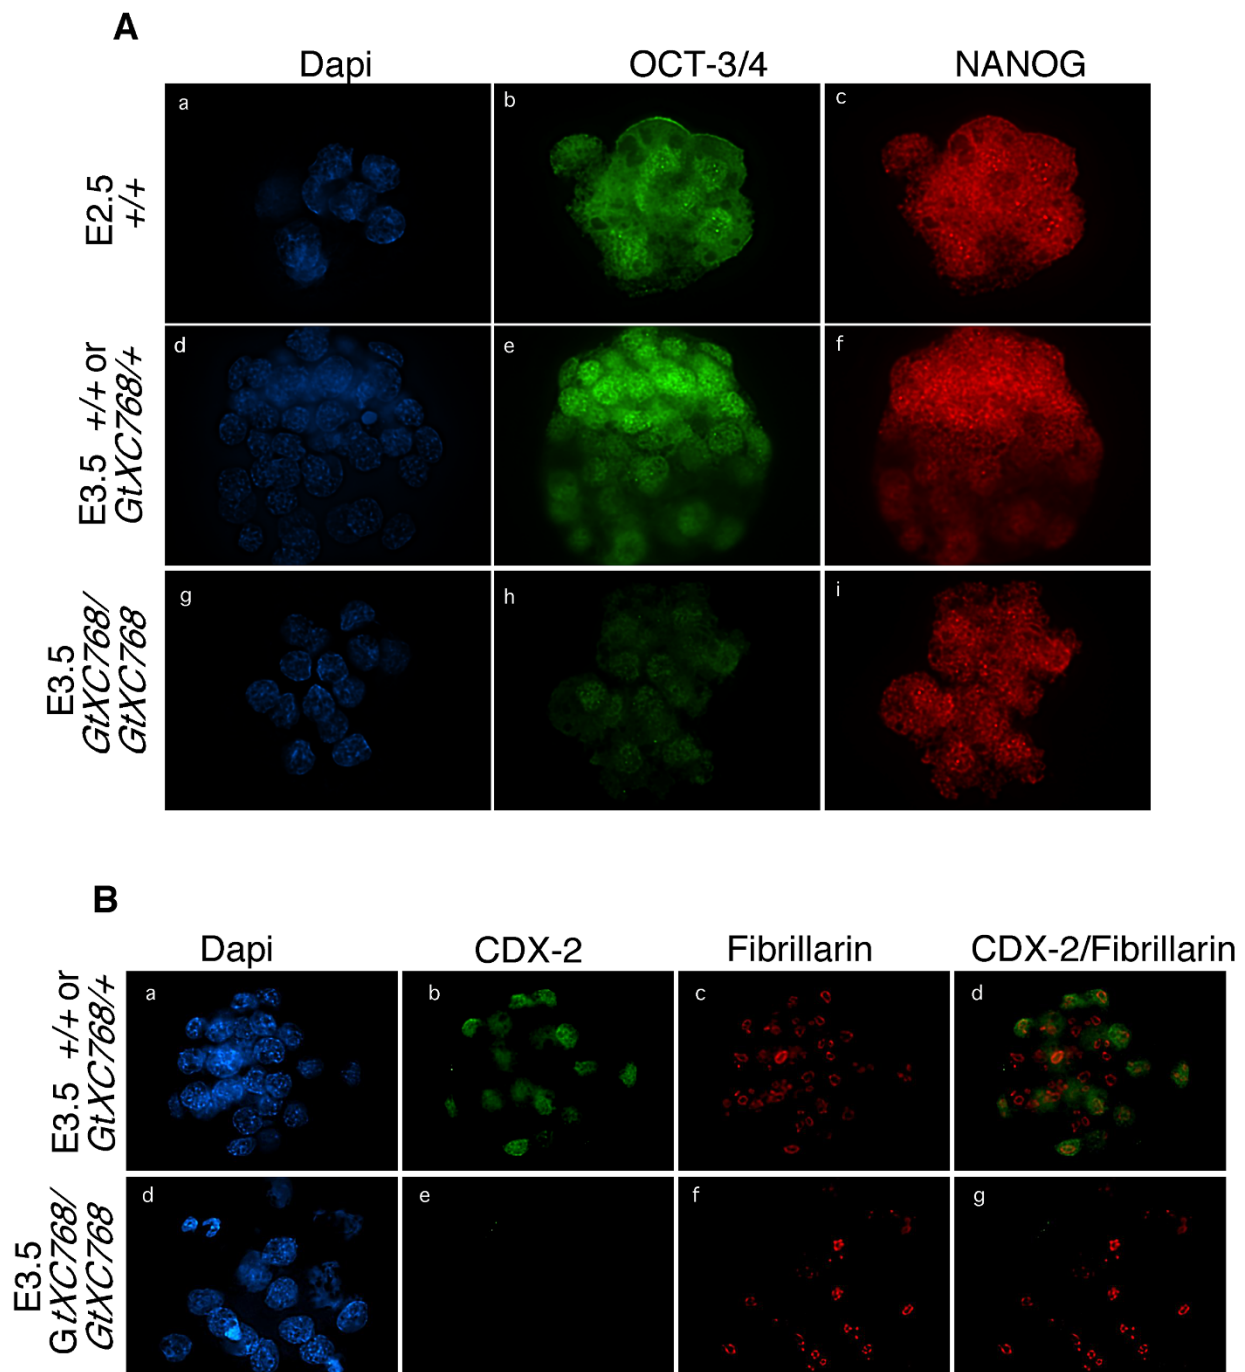 A
Dapi OCT-3/4 NANOG
E2.5
+/+
a b c
E3.5 +/+ or
GtXC768/+
d e f
E3.5
GtXC768/
GtXC768
g h i
B
Dapi CDX-2 Fibrillarin CDX-2/Fibrillarin
E3.5 +/+ or
GtXC768/+
a b c d
E3.5
GtXC768/
GtXC768
d e f g